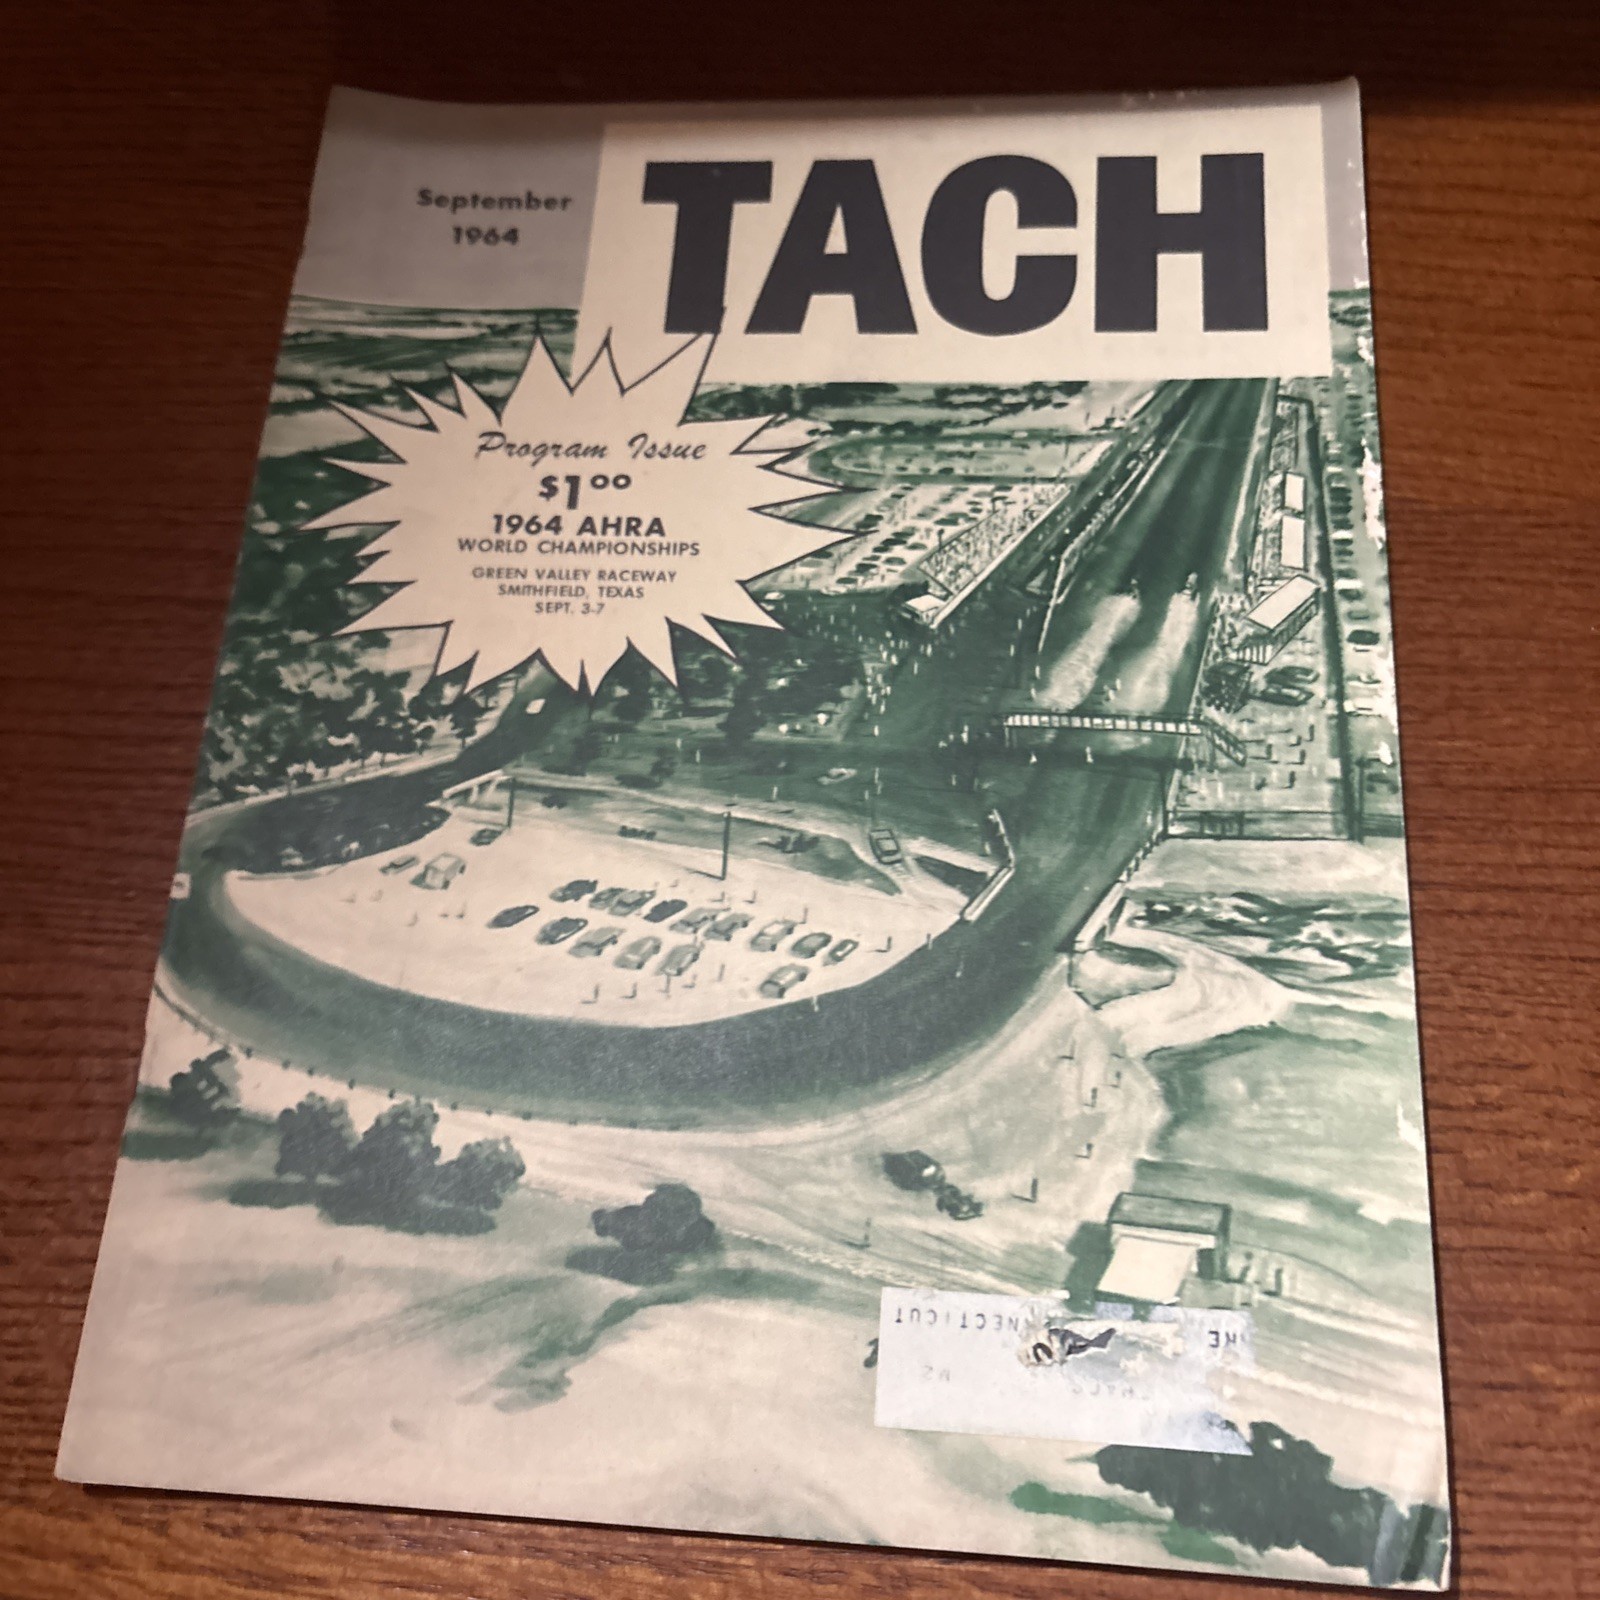 September
1964
TACH
Program Issue
$1.00
1964 AHRA
WORLD CHAMPIONSHIPS
GREEN VALLEY RACEWAY
SMITHFIELD, TEXAS
SEPT. 3-7